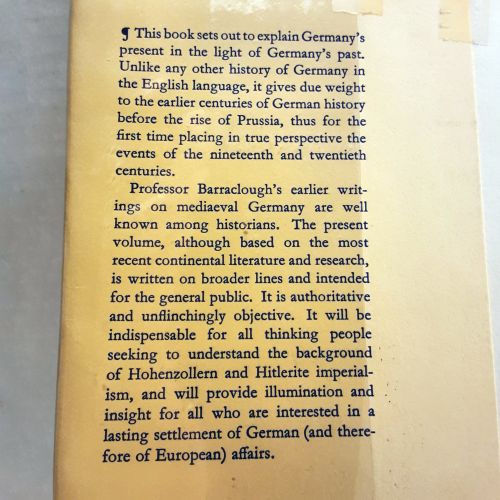 ¶ This book sets out to explain Germany's
present in the light of Germany's past.
Unlike any other history of Germany in
the English language, it gives due weight
to the earlier centuries of German history
before the rise of Prussia, thus for the
first time placing in true perspective the
events of the nineteenth and twentieth
centuries.
Professor Barraclough's earlier writ-
ings on mediaeval Germany are well
known among historians. The present
volume, although based on the most
recent continental literature and research,
is written on broader lines and intended
for the general public. It is authoritative
and unflinchingly objective. It will be
indispensable for all thinking people
seeking to understand the background
of Hohenzollern and Hitlerite imperial-
ism, and will provide illumination and
insight for all who are interested in a
lasting settlement of German (and there-
fore of European) affairs.